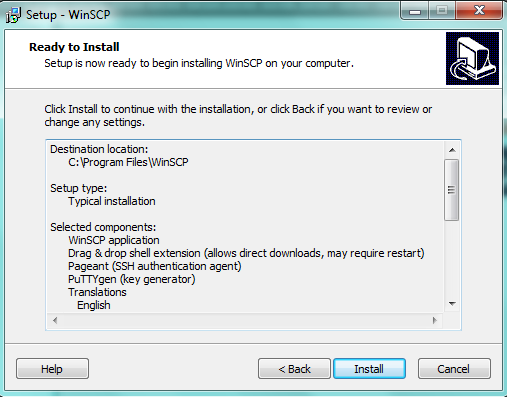 Setup - WinSCP
Ready to Install
Setup is now ready to begin installing WinSCP on your computer.
Click Install to continue with the installation, or click Back if you want to review or
change any settings.
Destination location:
C:\Program Files\WinSCP
Setup type:
Typical installation
Selected components:
WinSCP application
Drag & drop shell extension (allows direct downloads, may require restart)
Pageant (SSH authentication agent)
PuTTYgen (key generator)
Translations
English
Help
< Back
Install
Cancel